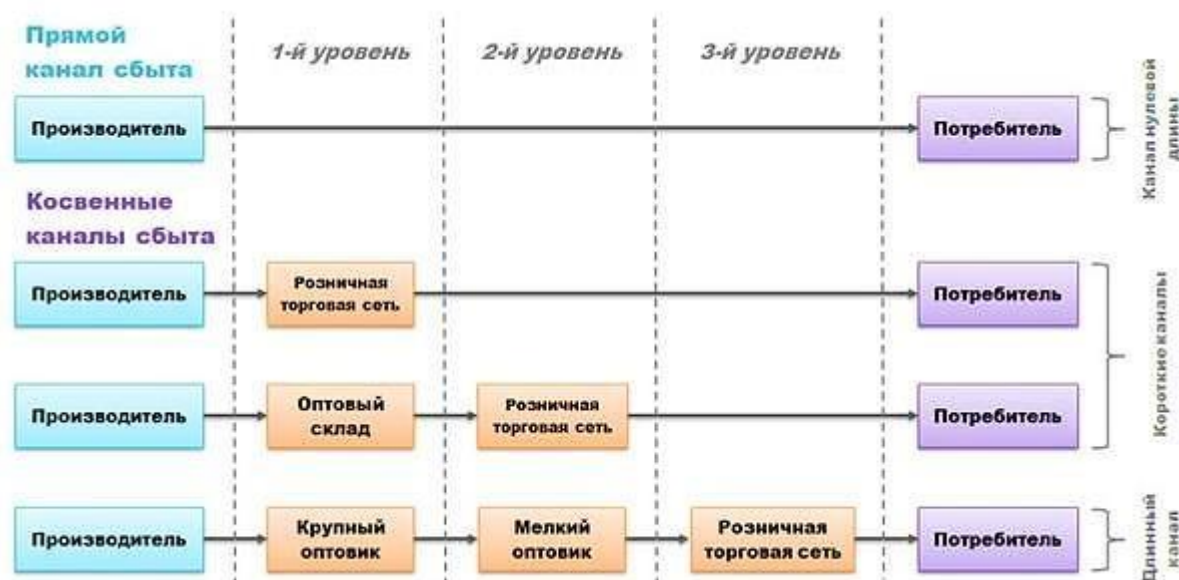 Прямой
канал сбыта
1-й уровень
2-й уровень
3-й уровень
Производитель
Потребитель
Канал нулевой
длины
Косвенные
каналы сбыта
Производитель
Розничная
торговая сеть
Потребитель
Производитель
Оптовый
склад
Розничная
торговая сеть
Потребитель
Короткие каналы
Производитель
Крупный
оптовик
Мелкий
оптовик
Розничная
торговая сеть
Потребитель
Длинный
канал